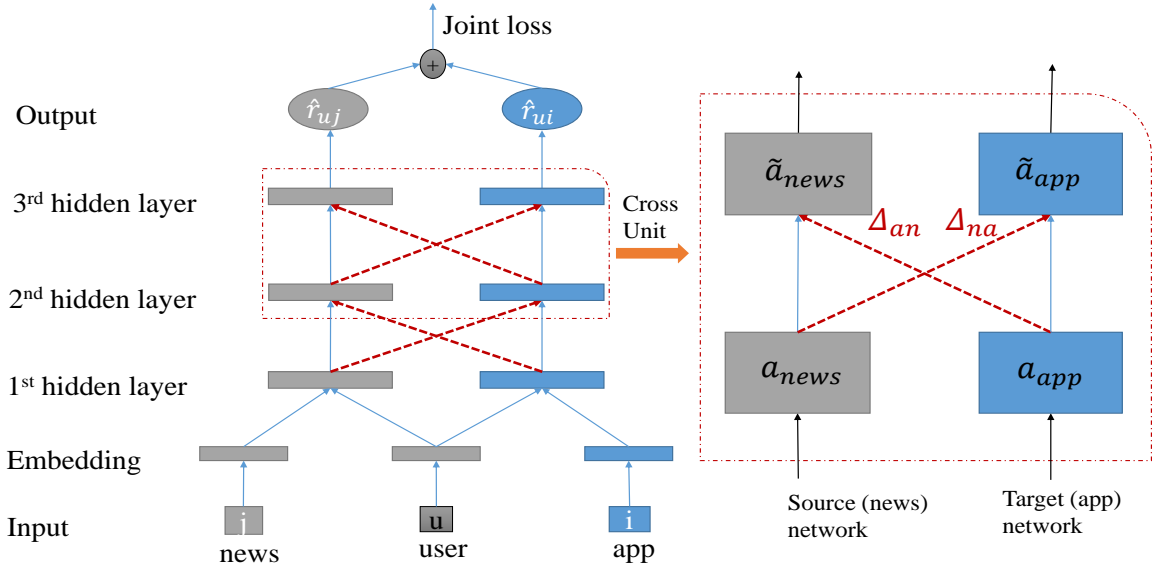 Joint loss
+
Output
r̂uj
r̂ui
3rd hidden layer
2nd hidden layer
1st hidden layer
Embedding
Input
j
u
i
news
user
app
Cross
Unit
ãnews
ãapp
Δan
Δna
anews
aapp
Source (news)
network
Target (app)
network